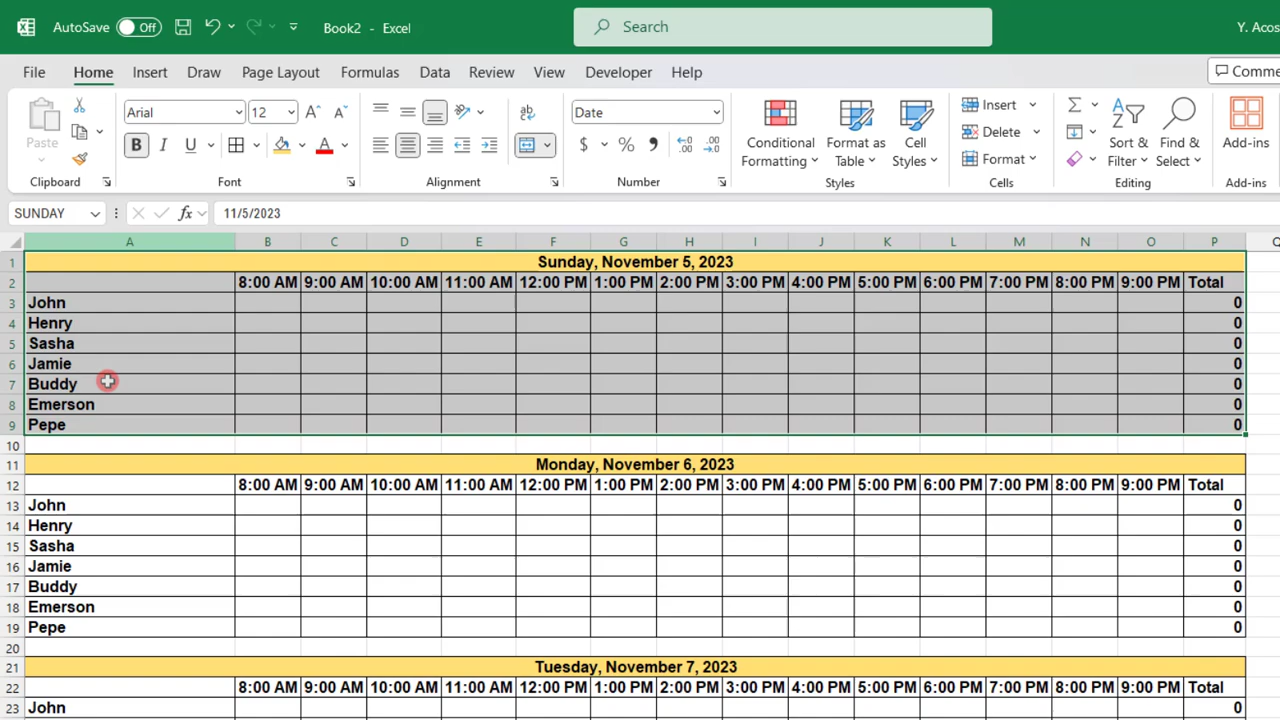 AutoSave Off Book2 - Excel Search Y. Acos
File Home Insert Draw Page Layout Formulas Data Review View Developer Help Comme
Paste Arial 12 Date Conditional Formatting Format as Table Cell Styles Insert Delete Format Sort & Filter Find & Select Add-ins
B I U A $ %
Clipboard Font Alignment Number Styles Cells Editing Add-ins
SUNDAY fx 11/5/2023
A B C D E F G H I J K L M N O P Q
1 Sunday, November 5, 2023
2 8:00 AM 9:00 AM 10:00 AM 11:00 AM 12:00 PM 1:00 PM 2:00 PM 3:00 PM 4:00 PM 5:00 PM 6:00 PM 7:00 PM 8:00 PM 9:00 PM Total
3 John 0
4 Henry 0
5 Sasha 0
6 Jamie 0
7 Buddy 0
8 Emerson 0
9 Pepe 0
10
11 Monday, November 6, 2023
12 8:00 AM 9:00 AM 10:00 AM 11:00 AM 12:00 PM 1:00 PM 2:00 PM 3:00 PM 4:00 PM 5:00 PM 6:00 PM 7:00 PM 8:00 PM 9:00 PM Total
13 John 0
14 Henry 0
15 Sasha 0
16 Jamie 0
17 Buddy 0
18 Emerson 0
19 Pepe 0
20
21 Tuesday, November 7, 2023
22 8:00 AM 9:00 AM 10:00 AM 11:00 AM 12:00 PM 1:00 PM 2:00 PM 3:00 PM 4:00 PM 5:00 PM 6:00 PM 7:00 PM 8:00 PM 9:00 PM Total
23 John 0